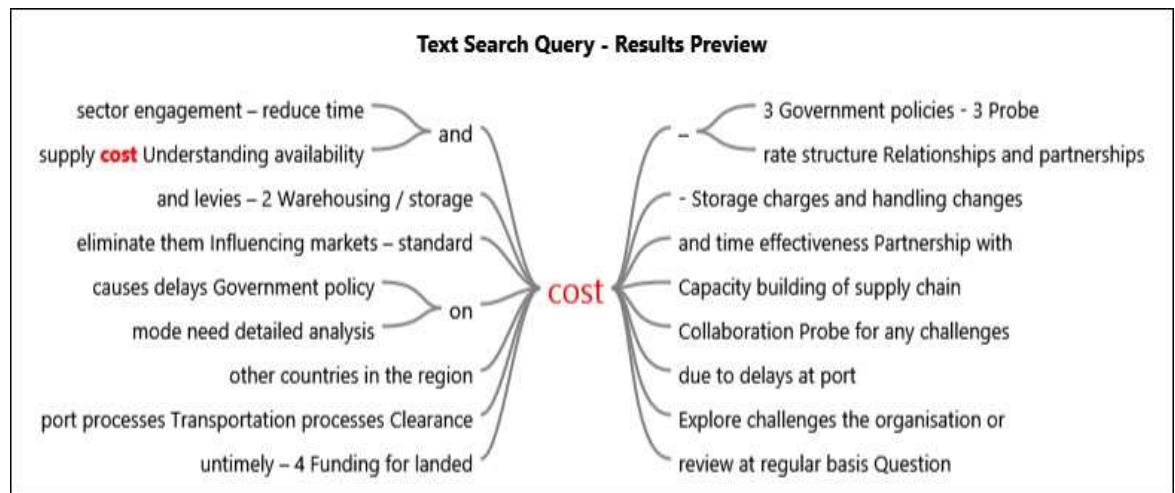 Text Search Query - Results Preview
sector engagement – reduce time
supply cost Understanding availability
and
and levies – 2 Warehousing / storage
eliminate them Influencing markets – standard
causes delays Government policy
mode need detailed analysis
on
other countries in the region
port processes Transportation processes Clearance
untimely – 4 Funding for landed
cost
–
3 Government policies - 3 Probe
rate structure Relationships and partnerships
- Storage charges and handling changes
and time effectiveness Partnership with
Capacity building of supply chain
Collaboration Probe for any challenges
due to delays at port
Explore challenges the organisation or
review at regular basis Question